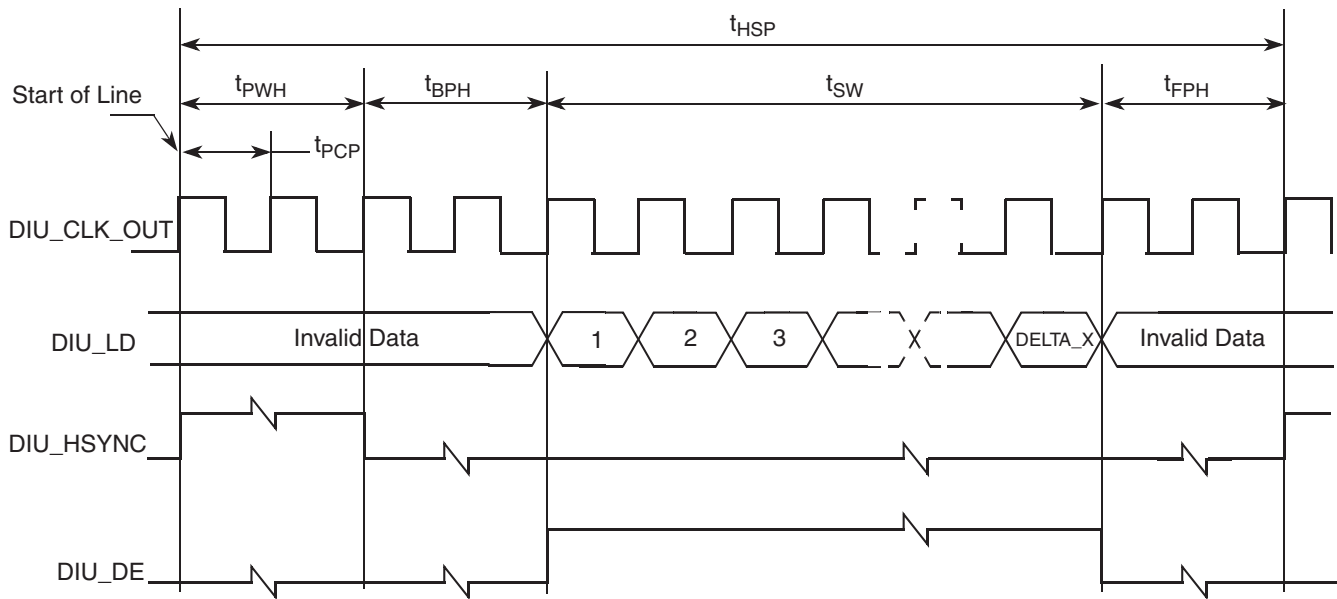 tHSP
Start of Line
tPWH
tBPH
tSW
tFPH
tPCP
DIU_CLK_OUT
DIU_LD
Invalid Data
1
2
3
DELTA_X
Invalid Data
DIU_HSYNC
DIU_DE